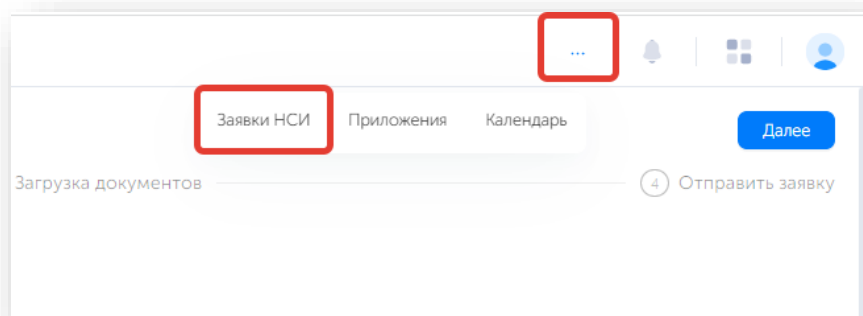 ...
Заявки НСИ Приложения Календарь
Далее
Загрузка документов 4 Отправить заявку